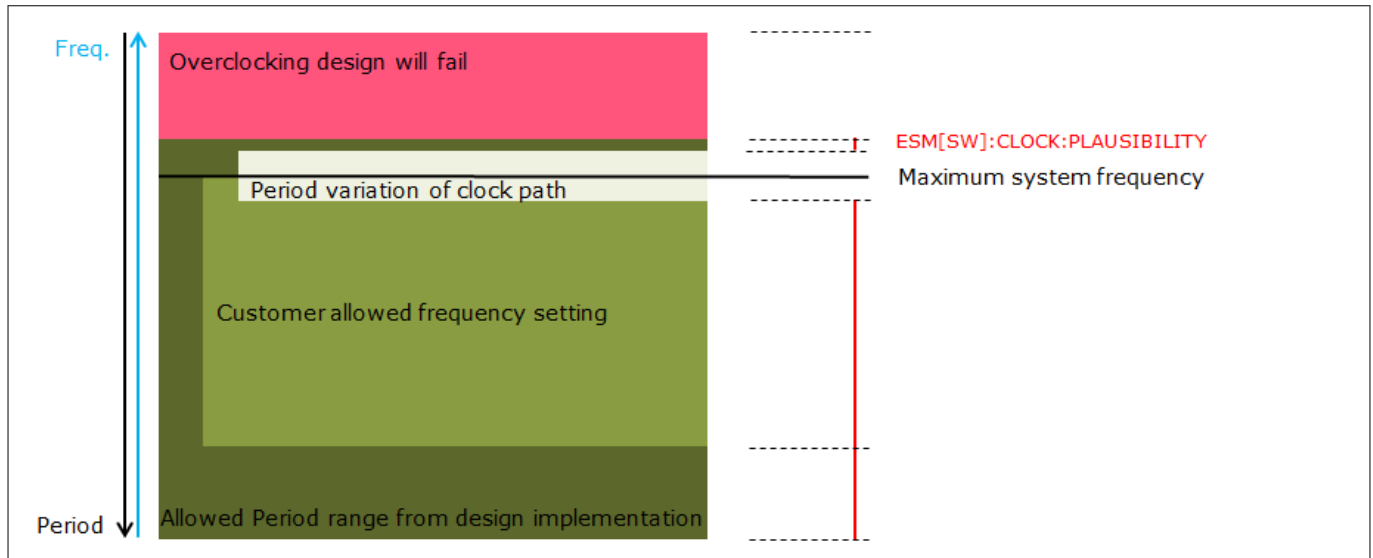 Freq.
Overclocking design will fail
ESM[SW]:CLOCK:PLAUSIBILITY
Maximum system frequency
Period variation of clock path
Customer allowed frequency setting
Period
Allowed Period range from design implementation